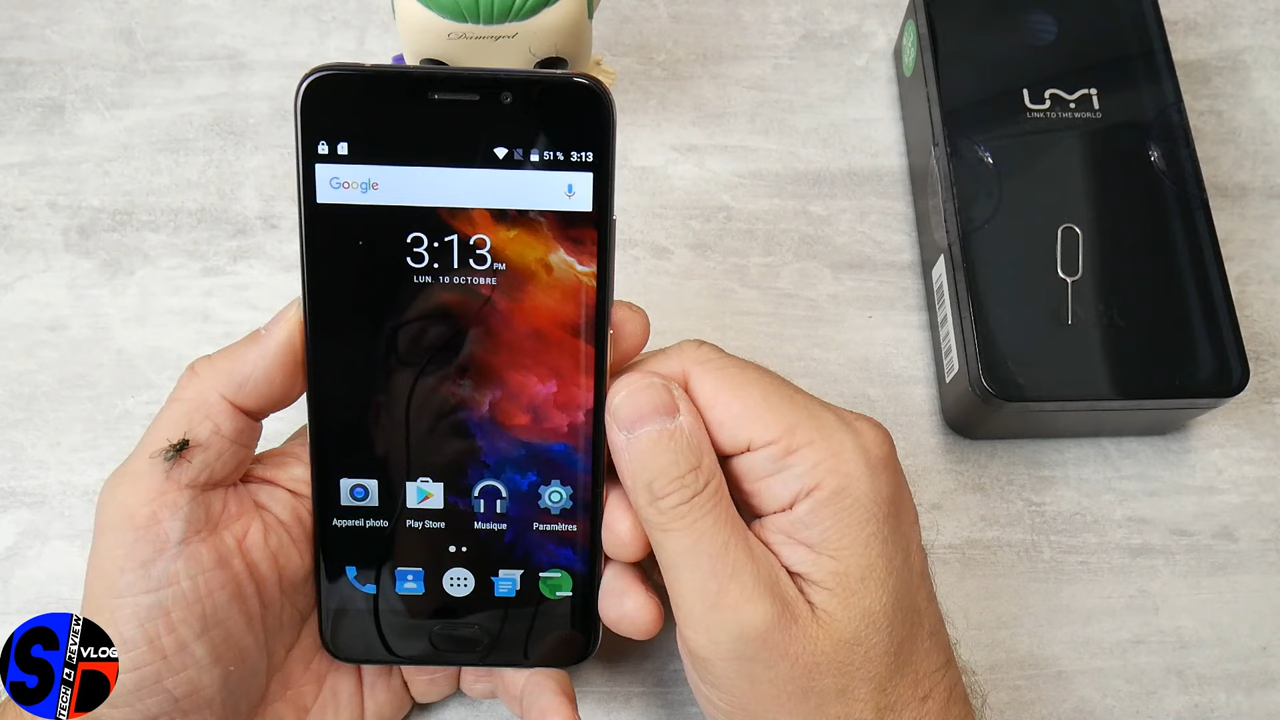 Damaged
UMi
LINK TO THE WORLD
51 % 3:13
Google
3:13 PM
LUN. 10 OCTOBRE
Appareil photo
Play Store
Musique
Paramètres
SD
TECH & REVIEW
VLOG